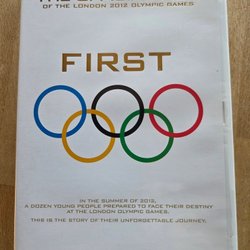 OF THE LONDON 2012 OLYMPIC GAMES
FIRST
IN THE SUMMER OF 2012,
A DOZEN YOUNG PEOPLE PREPARED TO FACE THEIR DESTINY
AT THE LONDON OLYMPIC GAMES.
THIS IS THE STORY OF THEIR UNFORGETTABLE JOURNEY.